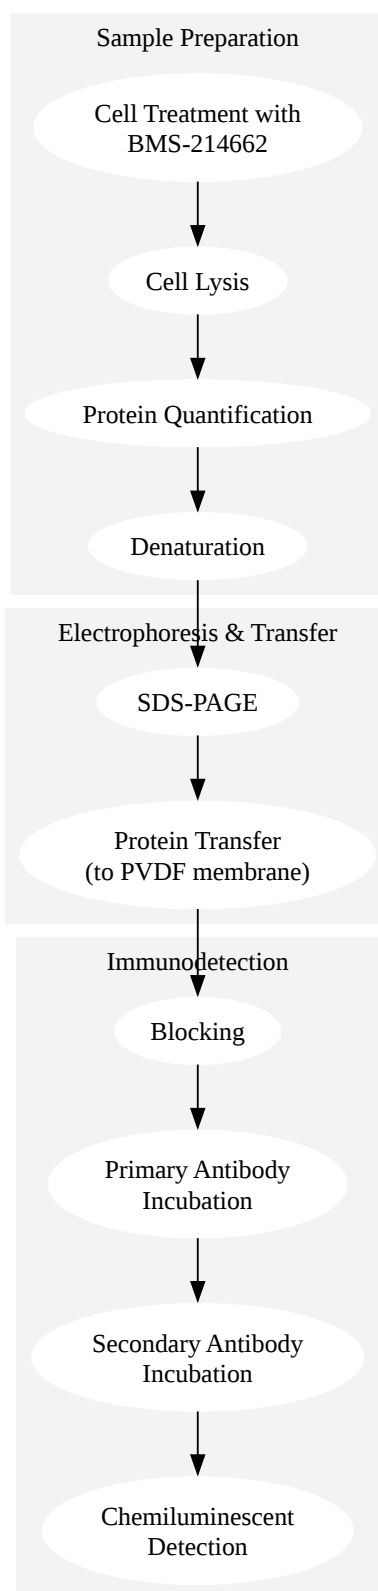 Sample Preparation
Cell Treatment with
BMS-214662
Cell Lysis
Protein Quantification
Denaturation
Electrophoresis & Transfer
SDS-PAGE
Protein Transfer
(to PVDF membrane)
Immunodetection
Blocking
Primary Antibody
Incubation
Secondary Antibody
Incubation
Chemiluminescent
Detection